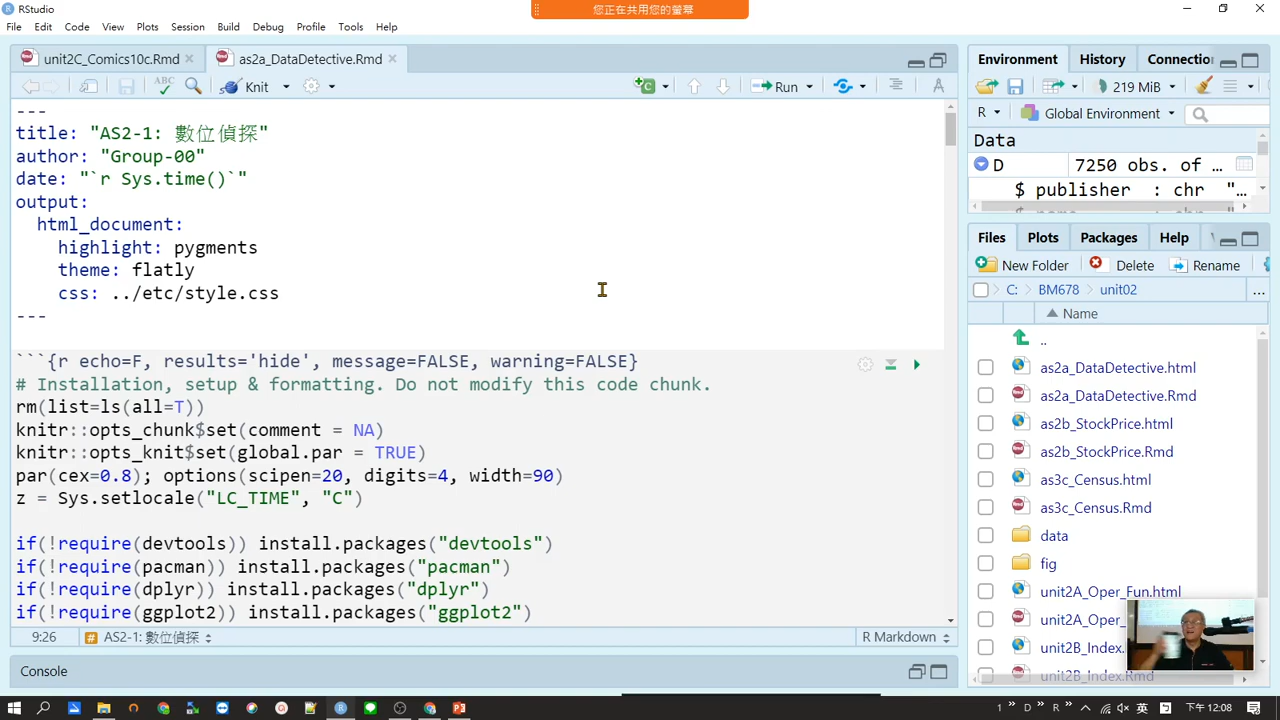 RStudio
您正在共用您的螢幕
File Edit Code View Plots Session Build Debug Profile Tools Help
unit2C_Comics10c.Rmd
as2a_DataDetective.Rmd
ABC
Knit
Run
---
title: "AS2-1: 數位偵探"
author: "Group-00"
date: "`r Sys.time()`"
output:
html_document:
highlight: pygments
theme: flatly
css: ../etc/style.css
---
```{r echo=F, results='hide', message=FALSE, warning=FALSE}
# Installation, setup & formatting. Do not modify this code chunk.
rm(list=ls(all=T))
knitr::opts_chunk$set(comment = NA)
knitr::opts_knit$set(global.par = TRUE)
par(cex=0.8); options(scipen=20, digits=4, width=90)
z = Sys.setlocale("LC_TIME", "C")
if(!require(devtools)) install.packages("devtools")
if(!require(pacman)) install.packages("pacman")
if(!require(dplyr)) install.packages("dplyr")
if(!require(ggplot2)) install.packages("ggplot2")
9:26
# AS2-1: 數位偵探
R Markdown
Console
Environment History Connectio
219 MiB
R Global Environment
Data
D 7250 obs. of ...
$ publisher : chr "...
Files Plots Packages Help
New Folder Delete Rename
C: BM678 unit02 ...
Name
..
as2a_DataDetective.html
as2a_DataDetective.Rmd
as2b_StockPrice.html
as2b_StockPrice.Rmd
as3c_Census.html
as3c_Census.Rmd
data
fig
unit2A_Oper_Fun.html
unit2A_Oper_
unit2B_Index.
unit2B_Index.Rmd
1 » D » R » 英 下午 12:08